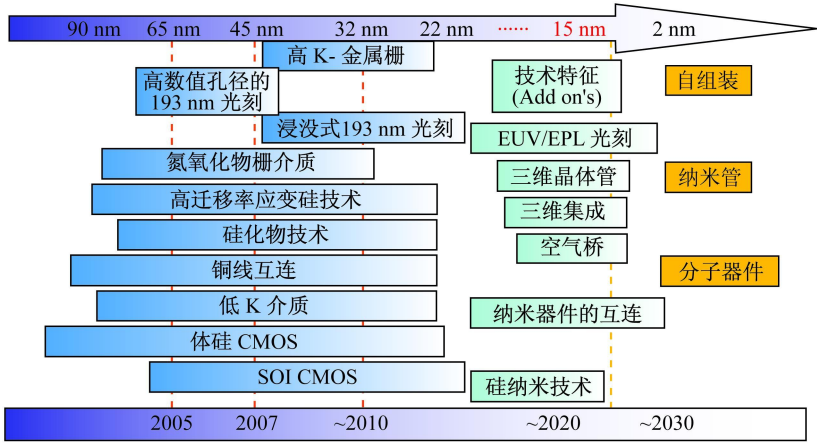 90 nm 65 nm 45 nm 32 nm 22 nm ······ 15 nm 2 nm
高 K- 金属栅
高数值孔径的
193 nm 光刻
技术特征
(Add on's)
自组装
浸没式193 nm 光刻
EUV/EPL 光刻
氮氧化物栅介质
三维晶体管
纳米管
高迁移率应变硅技术
三维集成
硅化物技术
空气桥
铜线互连
分子器件
低 K 介质
纳米器件的互连
体硅 CMOS
SOI CMOS
硅纳米技术
2005 2007 ~2010 ~2020 ~2030